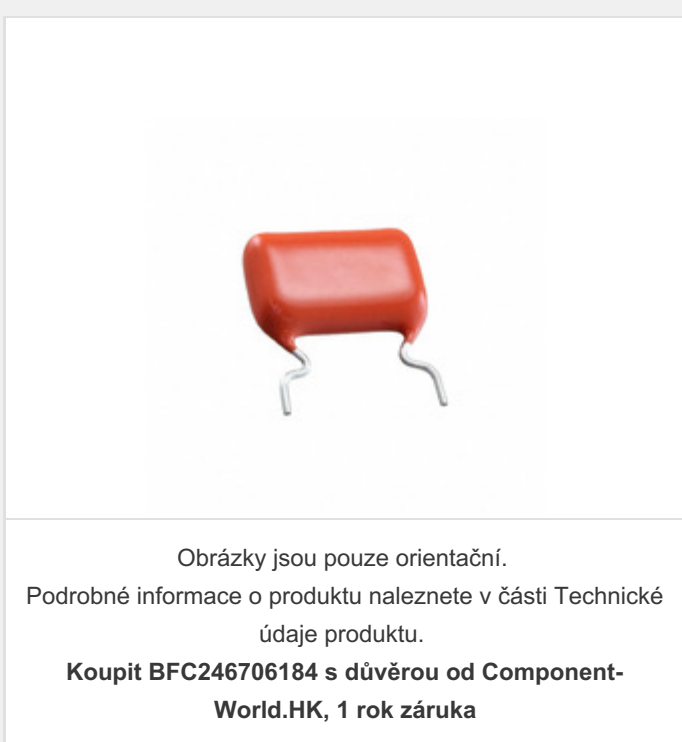 Obrázky jsou pouze orientační.
Podrobné informace o produktu naleznete v části Technické
údaje produktu.
Koupit BFC246706184 s důvěrou od Component-
World.HK, 1 rok záruka